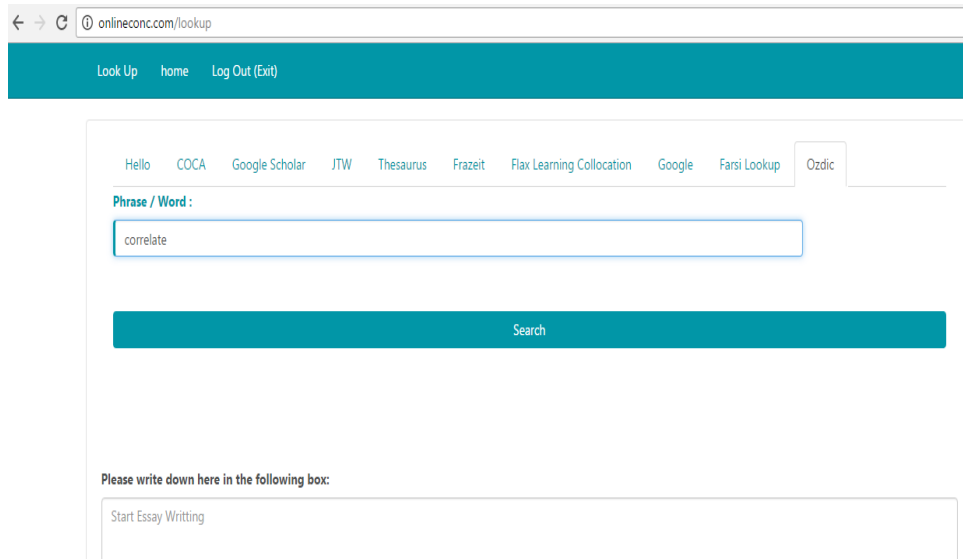 onlineconc.com/lookup
Look Up home Log Out (Exit)
Hello COCA Google Scholar JTW Thesaurus Frazeit Flax Learning Collocation Google Farsi Lookup Ozdic
Phrase / Word :
correlate
Search
Please write down here in the following box:
Start Essay Writting